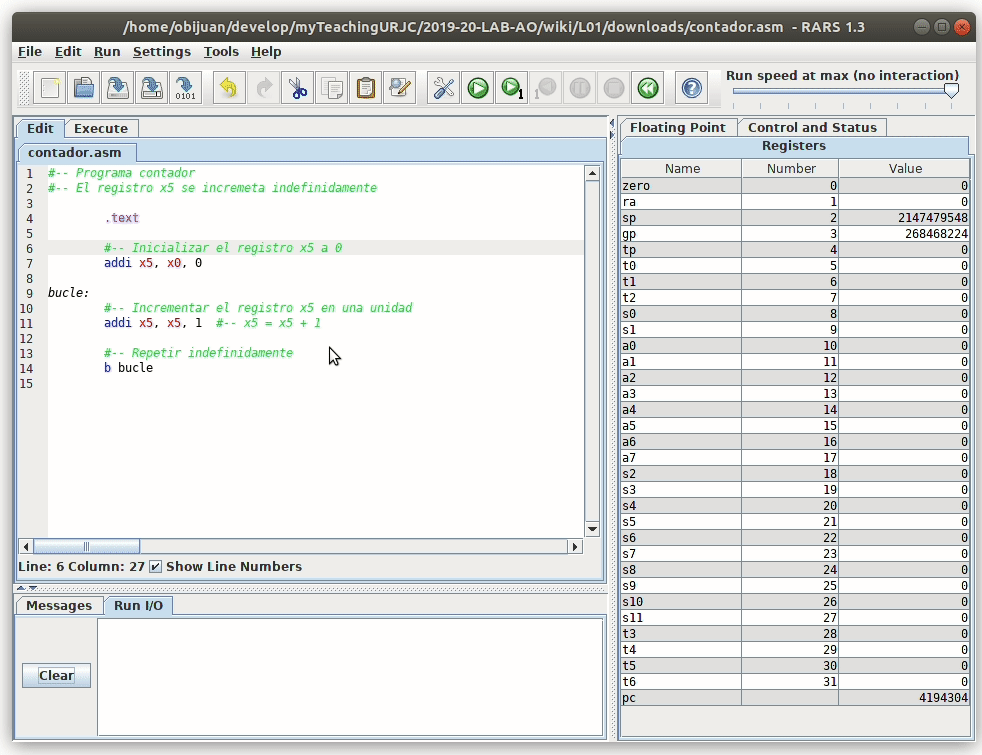 /home/obijuan/develop/myTeachingURJC/2019-20-LAB-AO/wiki/L01/downloads/contador.asm - RARS 1.3
File Edit Run Settings Tools Help
0101
1
1
Run speed at max (no interaction)
Edit Execute
contador.asm
1 #-- Programa contador
2 #-- El registro x5 se incremeta indefinidamente
3
4 .text
5
6 #-- Inicializar el registro x5 a 0
7 addi x5, x0, 0
8
9 bucle:
10 #-- Incrementar el registro x5 en una unidad
11 addi x5, x5, 1 #-- x5 = x5 + 1
12
13 #-- Repetir indefinidamente
14 b bucle
15
Line: 6 Column: 27 Show Line Numbers
Messages Run I/O
Clear
Floating Point Control and Status
Registers
Name Number Value
zero 0 0
ra 1 0
sp 2 2147479548
gp 3 268468224
tp 4 0
t0 5 0
t1 6 0
t2 7 0
s0 8 0
s1 9 0
a0 10 0
a1 11 0
a2 12 0
a3 13 0
a4 14 0
a5 15 0
a6 16 0
a7 17 0
s2 18 0
s3 19 0
s4 20 0
s5 21 0
s6 22 0
s7 23 0
s8 24 0
s9 25 0
s10 26 0
s11 27 0
t3 28 0
t4 29 0
t5 30 0
t6 31 0
pc 4194304